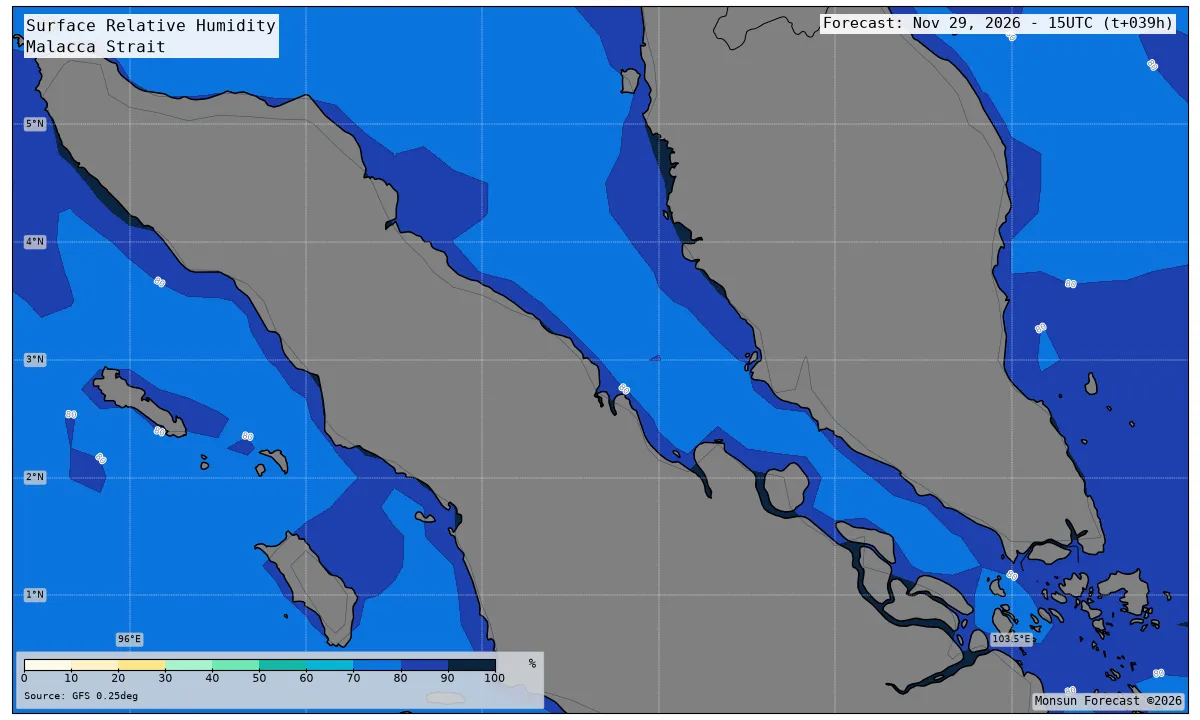 Surface Relative Humidity
Malacca Strait
Forecast: Nov 29, 2026 - 15UTC (t+039h)
80
80
5°N
4°N
80
80
80
3°N
80
80
80
80
80
2°N
80
1°N
96°E
103.5°E
80
80
%
0 10 20 30 40 50 60 70 80 90 100
Source: GFS 0.25deg
Monsun Forecast ©2026